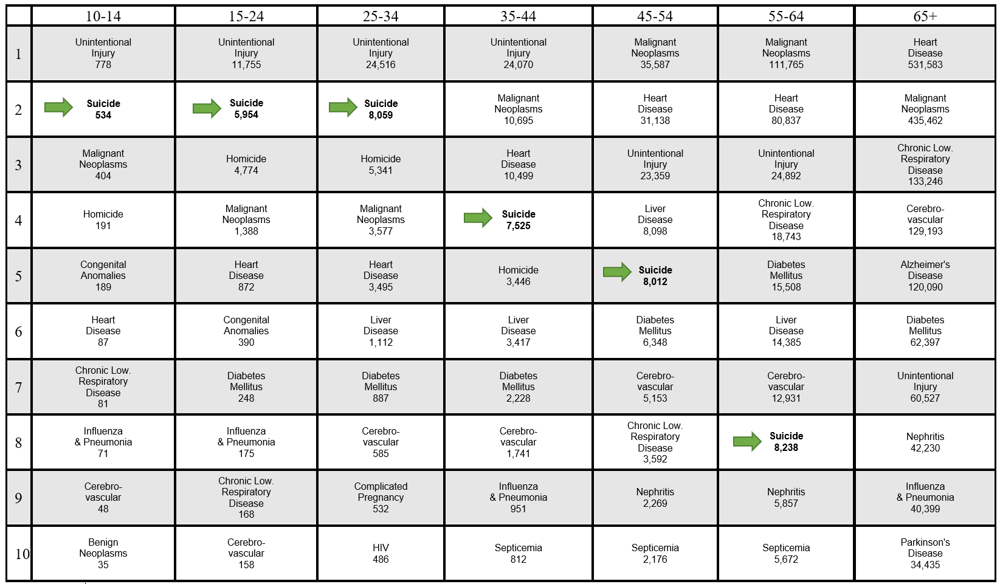 10-14 15-24 25-34 35-44 45-54 55-64 65+
1
Unintentional
Injury
778
Unintentional
Injury
11,755
Unintentional
Injury
24,516
Unintentional
Injury
24,070
Malignant
Neoplasms
35,587
Malignant
Neoplasms
111,765
Heart
Disease
531,583
2
Suicide
534
Suicide
5,954
Suicide
8,059
Malignant
Neoplasms
10,695
Heart
Disease
31,138
Heart
Disease
80,837
Malignant
Neoplasms
435,462
3
Malignant
Neoplasms
404
Homicide
4,774
Homicide
5,341
Heart
Disease
10,499
Unintentional
Injury
23,359
Unintentional
Injury
24,892
Chronic Low.
Respiratory
Disease
133,246
4
Homicide
191
Malignant
Neoplasms
1,388
Malignant
Neoplasms
3,577
Suicide
7,525
Liver
Disease
8,098
Chronic Low.
Respiratory
Disease
18,743
Cerebro-
vascular
129,193
5
Congenital
Anomalies
189
Heart
Disease
872
Heart
Disease
3,495
Homicide
3,446
Suicide
8,012
Diabetes
Mellitus
15,508
Alzheimer's
Disease
120,090
6
Heart
Disease
87
Congenital
Anomalies
390
Liver
Disease
1,112
Liver
Disease
3,417
Diabetes
Mellitus
6,348
Liver
Disease
14,385
Diabetes
Mellitus
62,397
7
Chronic Low.
Respiratory
Disease
81
Diabetes
Mellitus
248
Diabetes
Mellitus
887
Diabetes
Mellitus
2,228
Cerebro-
vascular
5,153
Cerebro-
vascular
12,931
Unintentional
Injury
60,527
8
Influenza
& Pneumonia
71
Influenza
& Pneumonia
175
Cerebro-
vascular
585
Cerebro-
vascular
1,741
Chronic Low.
Respiratory
Disease
3,592
Suicide
8,238
Nephritis
42,230
9
Cerebro-
vascular
48
Chronic Low.
Respiratory
Disease
168
Complicated
Pregnancy
532
Influenza
& Pneumonia
951
Nephritis
2,269
Nephritis
5,857
Influenza
& Pneumonia
40,399
10
Benign
Neoplasms
35
Cerebro-
vascular
158
HIV
486
Septicemia
812
Septicemia
2,176
Septicemia
5,672
Parkinson's
Disease
34,435